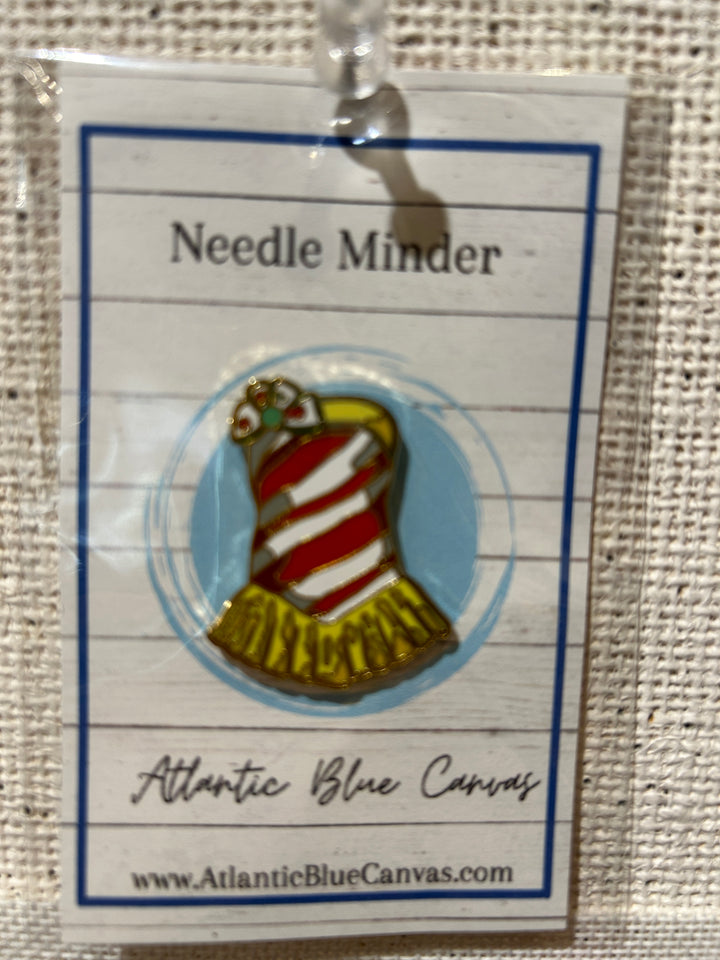 Needle Minder
Atlantic Blue Canvas
www.AtlanticBlueCanvas.com